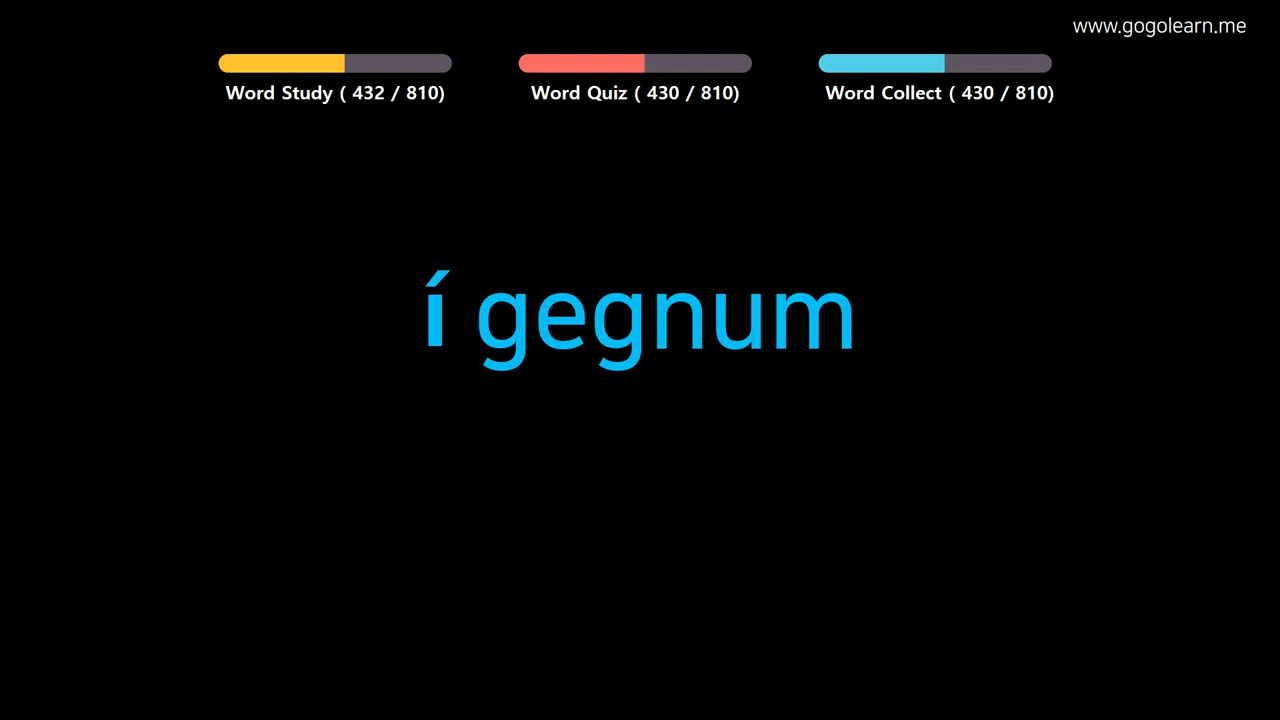 www.gogolearn.me
Word Study ( 432 / 810)
Word Quiz ( 430 / 810)
Word Collect ( 430 / 810)
í gegnum